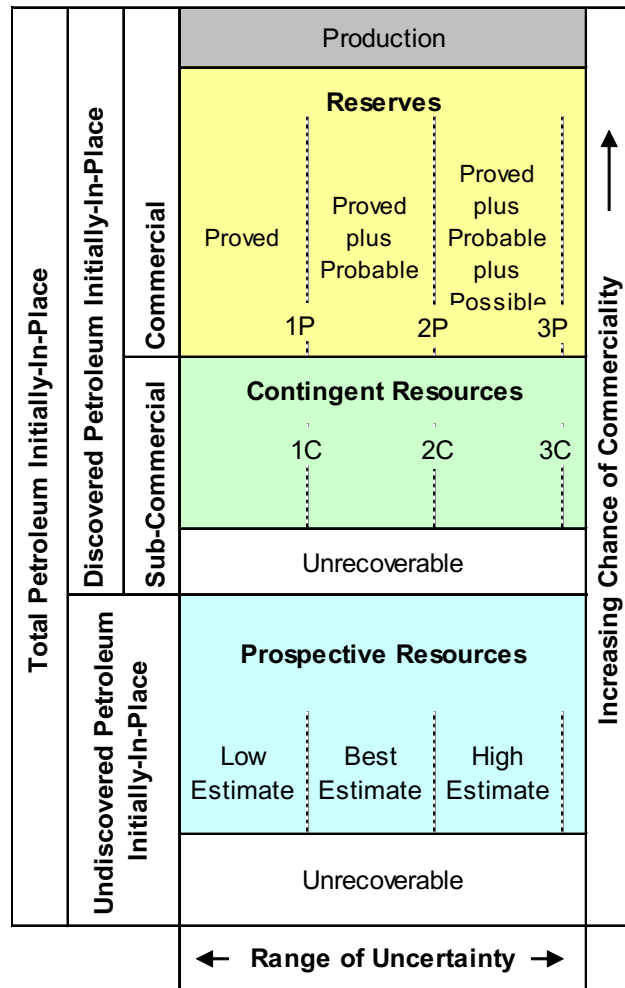 Total Petroleum Initially-In-Place
Discovered Petroleum Initially-In-Place
Commercial
Production
Reserves
Proved
Proved
plus
Probable
Proved
plus
Probable
plus
Possible
1P
2P
3P
Sub-Commercial
Contingent Resources
1C
2C
3C
Unrecoverable
Undiscovered Petroleum
Initially-In-Place
Prospective Resources
Low
Estimate
Best
Estimate
High
Estimate
Unrecoverable
Increasing Chance of Commerciality
Range of Uncertainty